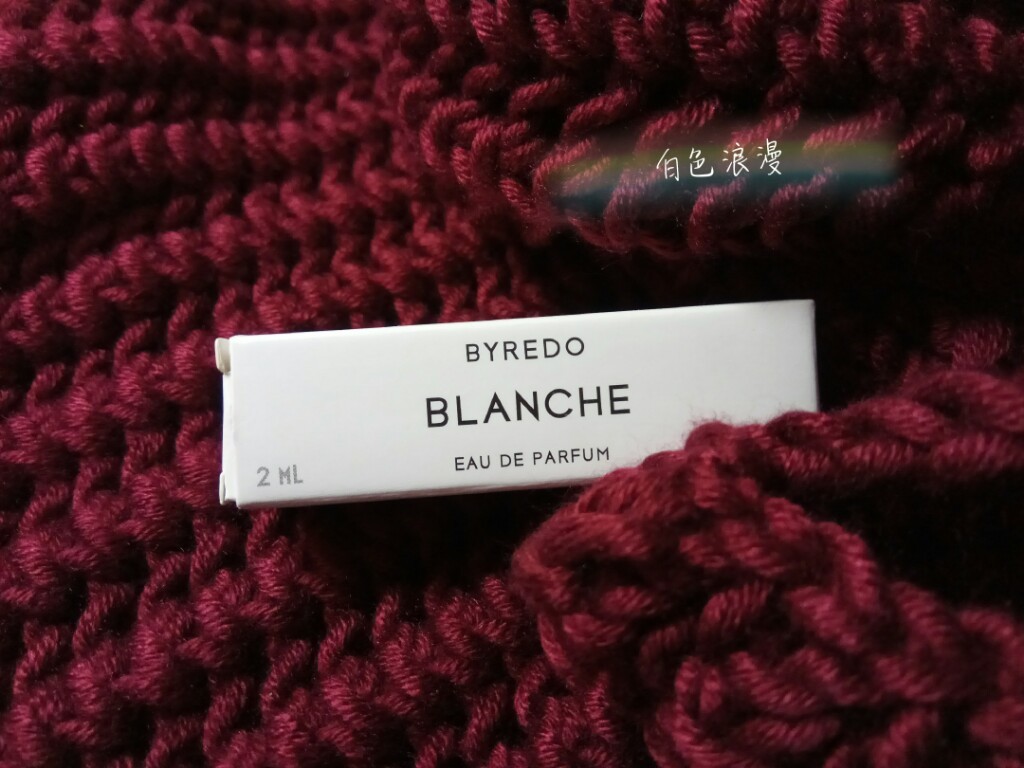 白色浪漫
BYREDO
BLANCHE
EAU DE PARFUM
2 ML